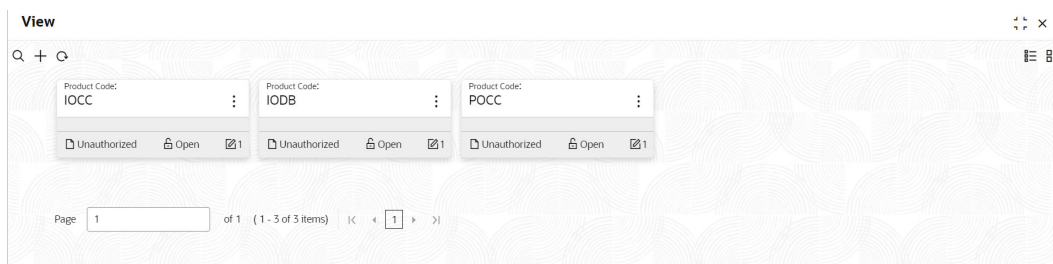 View
Product Code: Product Code: Product Code:
IOCC IODB POCC
Unauthorized Open 1 Unauthorized Open 1 Unauthorized Open 1
Page 1 of 1 (1 - 3 of 3 items) 1